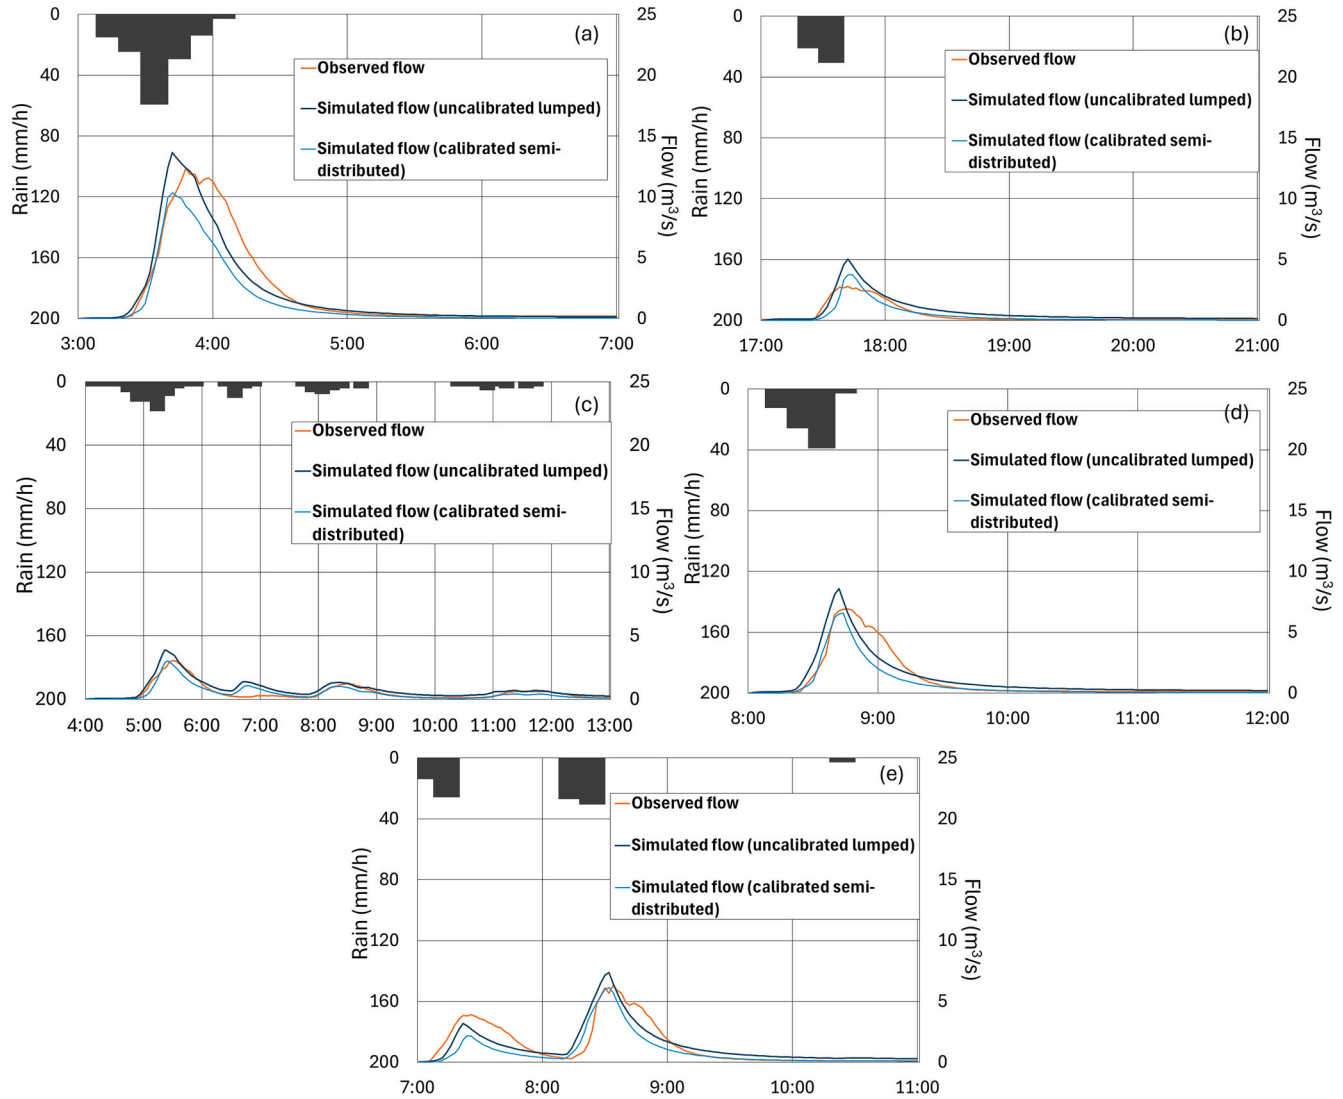 0
25
(a)
Observed flow
40
20
Simulated flow (uncalibrated lumped)
80
15
Simulated flow (calibrated semi-
distributed)
Rain (mm/h)
Flow (m³/s)
120
10
160
5
200
0
3:00
4:00
5:00
6:00
7:00
0
25
(b)
Observed flow
40
20
Simulated flow (uncalibrated lumped)
80
15
Simulated flow (calibrated semi-
distributed)
Rain (mm/h)
Flow (m³/s)
120
10
160
5
200
0
17:00
18:00
19:00
20:00
21:00
0
25
(c)
Observed flow
40
20
Simulated flow (uncalibrated lumped)
80
15
Simulated flow (calibrated semi-
distributed)
Rain (mm/h)
Flow (m³/s)
120
10
160
5
200
0
4:00
5:00
6:00
7:00
8:00
9:00
10:00
11:00
12:00
13:00
0
25
(d)
Observed flow
40
20
Simulated flow (uncalibrated lumped)
80
15
Simulated flow (calibrated semi-
distributed)
Rain (mm/h)
Flow (m³/s)
120
10
160
5
200
0
8:00
9:00
10:00
11:00
12:00
0
25
(e)
Observed flow
40
20
Simulated flow (uncalibrated lumped)
80
15
Simulated flow (calibrated semi-
distributed)
Rain (mm/h)
Flow (m³/s)
120
10
160
5
200
0
7:00
8:00
9:00
10:00
11:00